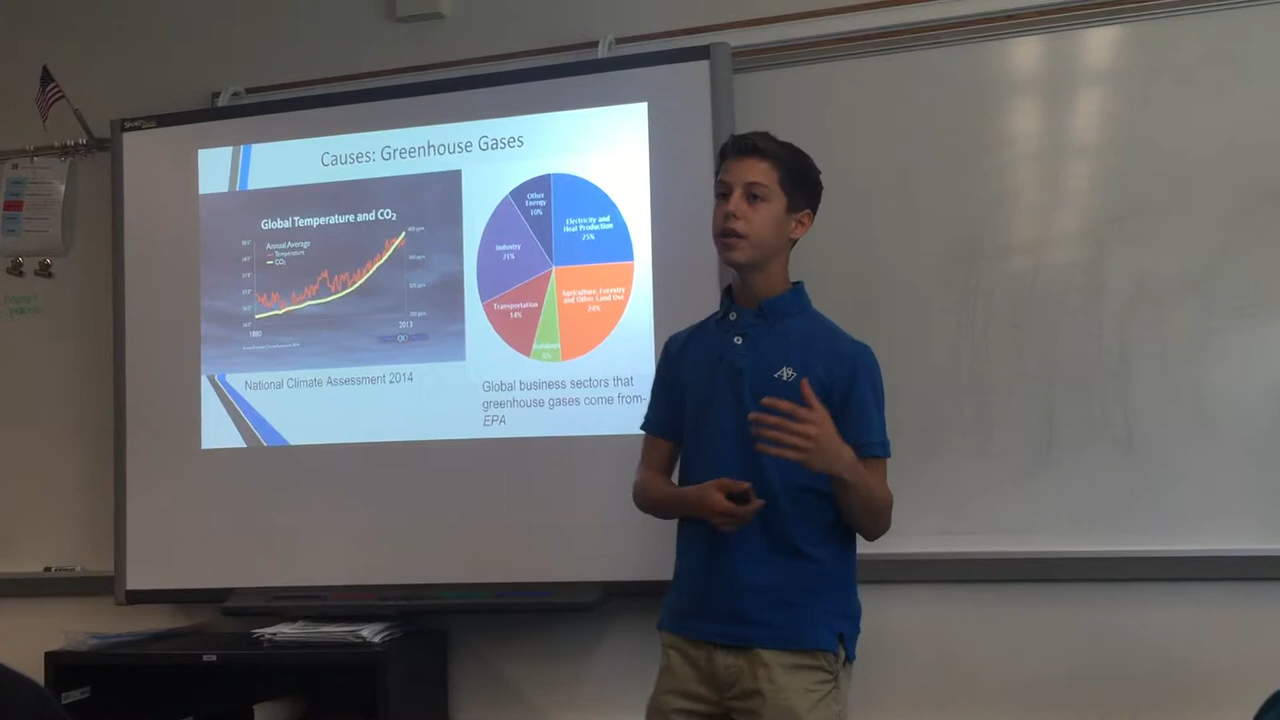 Causes: Greenhouse Gases
Global Temperature and CO₂
Annual Average
Temperature
CO₂
400 ppm
1880
2013
National Climate Assessment 2014
Other
Energy
10%
Electricity and
Heat Production
25%
Industry
21%
Agriculture, Forestry
and Other Land Use
24%
Transportation
14%
Buildings
6%
Global business sectors that
greenhouse gases come from-
EPA
A87